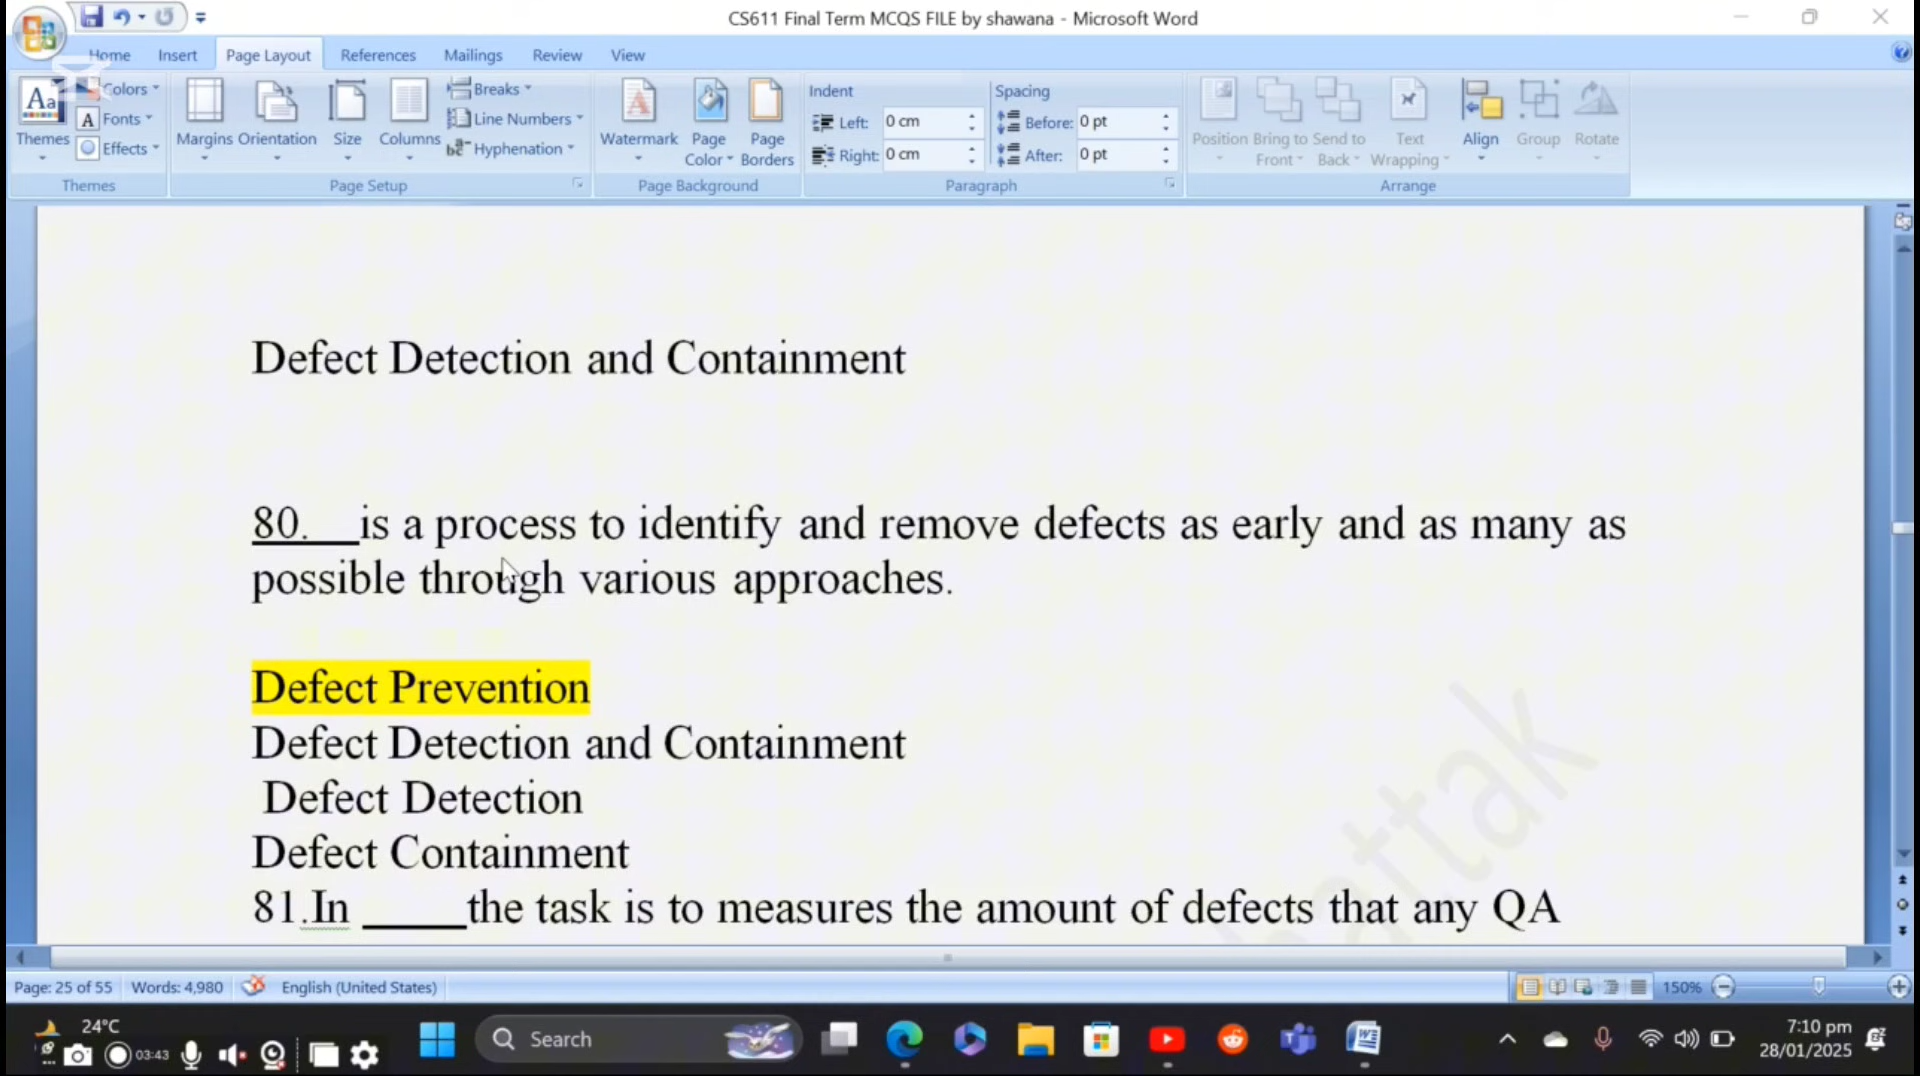 CS611 Final Term MCQS FILE by shawana - Microsoft Word
Home Insert Page Layout References Mailings Review View
Aa Colors Breaks Indent Spacing
A Fonts Line Numbers Left: 0 cm Before: 0 pt
Themes Margins Orientation Size Columns Watermark Page Page Position Bring to Send to Text Align Group Rotate
Effects Hyphenation Color Borders Right: 0 cm After: 0 pt Front Back Wrapping
Themes Page Setup Page Background Paragraph Arrange
Defect Detection and Containment
80.___is a process to identify and remove defects as early and as many as
possible through various approaches.
Defect Prevention
Defect Detection and Containment
Defect Detection
Defect Containment
81.In _____the task is to measures the amount of defects that any QA
Page: 25 of 55 Words: 4,980 English (United States) 150%
24°C
03:43
Search
7:10 pm
28/01/2025